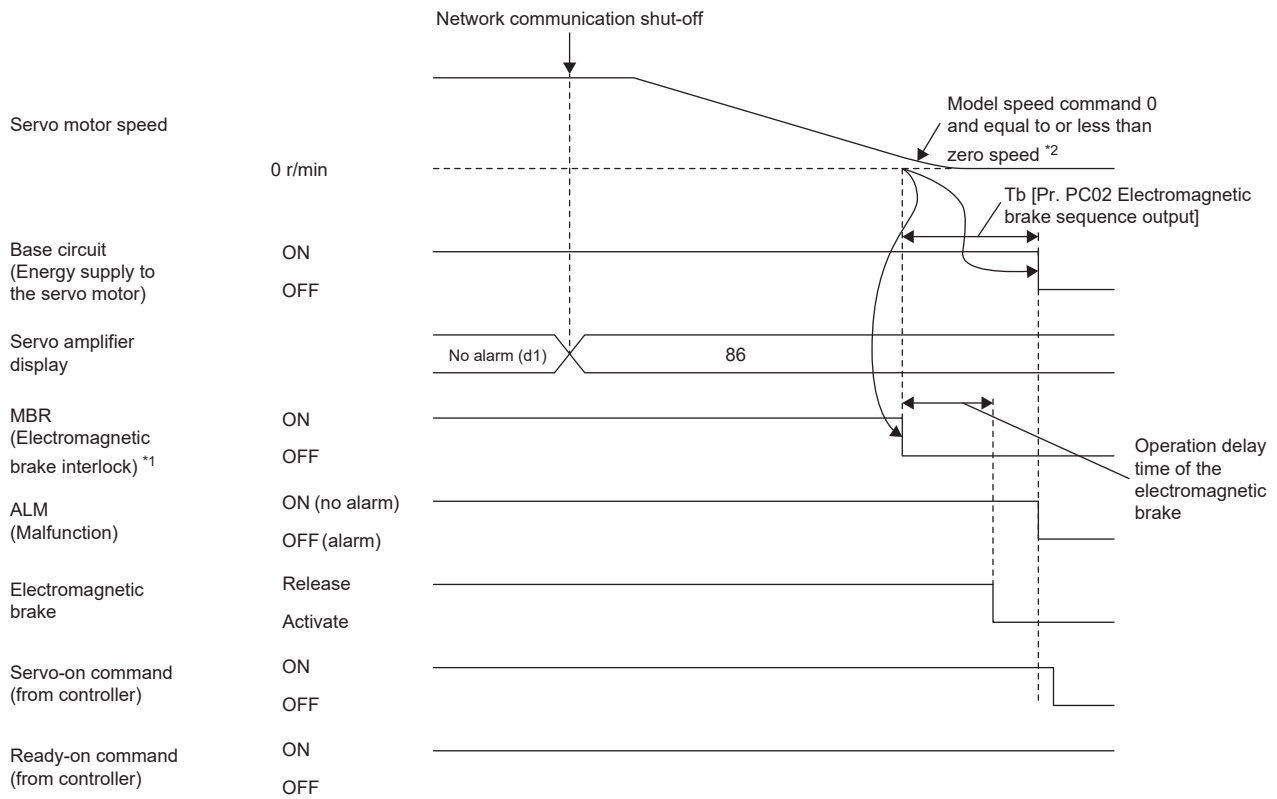 Network communication shut-off
Servo motor speed
0 r/min
Model speed command 0
and equal to or less than
zero speed *2
Tb [Pr. PC02 Electromagnetic
brake sequence output]
Base circuit
(Energy supply to
the servo motor)
ON
OFF
Servo amplifier
display
No alarm (d1)
86
MBR
(Electromagnetic
brake interlock) *1
ON
OFF
Operation delay
time of the
electromagnetic
brake
ALM
(Malfunction)
ON (no alarm)
OFF (alarm)
Electromagnetic
brake
Release
Activate
Servo-on command
(from controller)
ON
OFF
Ready-on command
(from controller)
ON
OFF